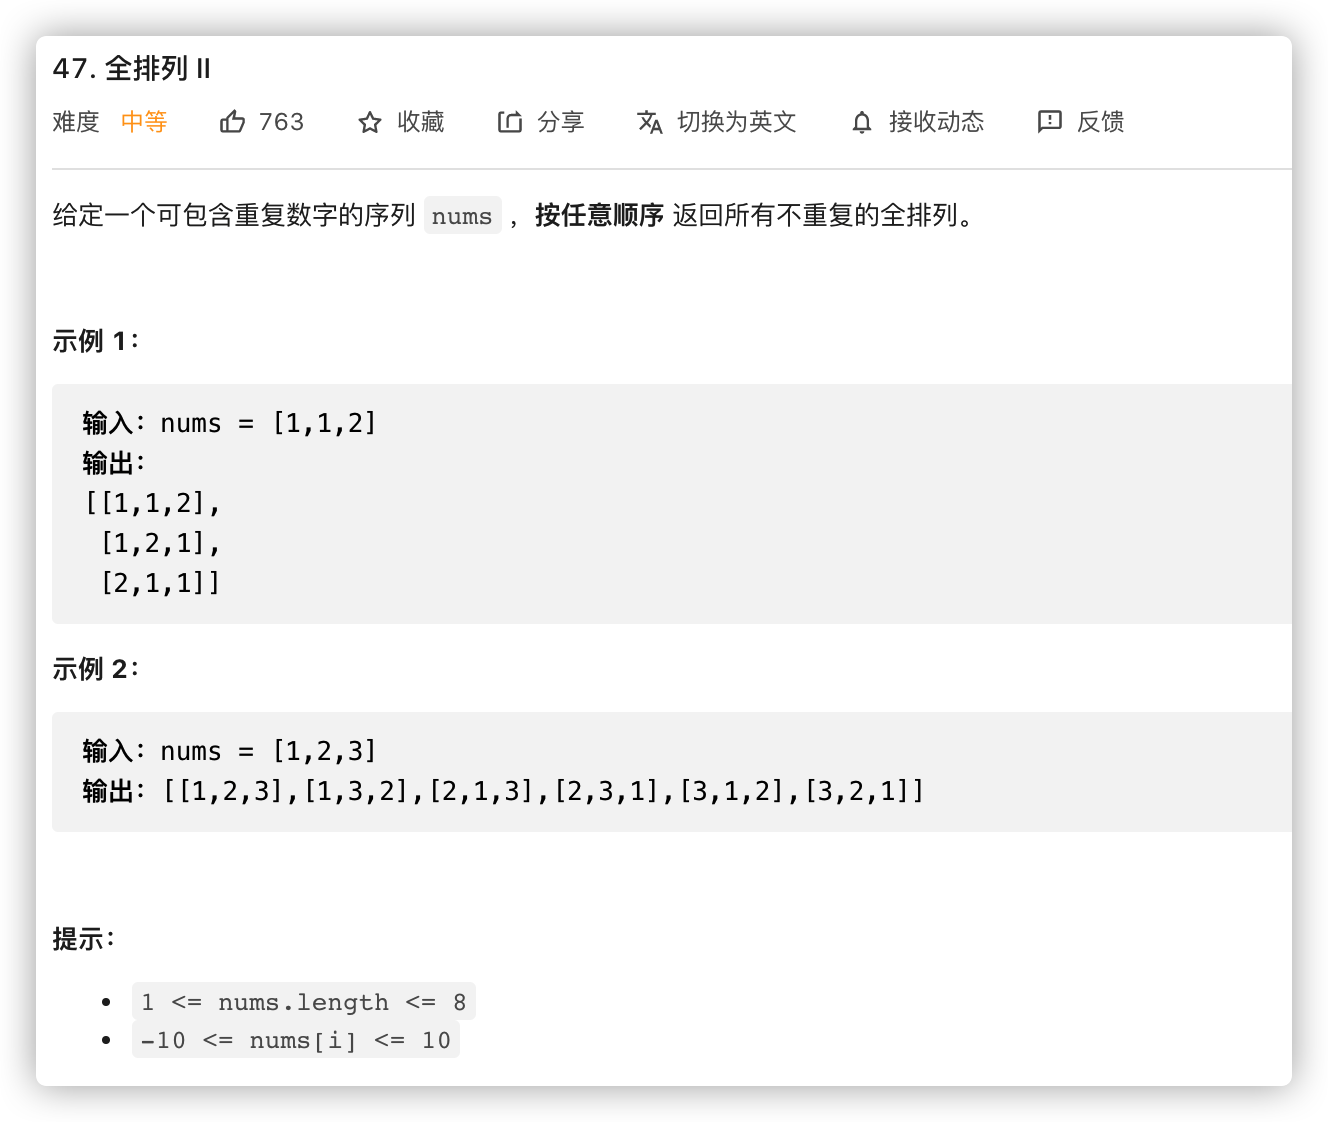 47. 全排列 II
难度 中等 763 收藏 分享 切换为英文 接收动态 反馈
给定一个可包含重复数字的序列 nums ，按任意顺序 返回所有不重复的全排列。
示例 1：
输入：nums = [1,1,2]
输出：
[[1,1,2],
[1,2,1],
[2,1,1]]
示例 2：
输入：nums = [1,2,3]
输出：[[1,2,3],[1,3,2],[2,1,3],[2,3,1],[3,1,2],[3,2,1]]
提示：
• 1 <= nums.length <= 8
• -10 <= nums[i] <= 10